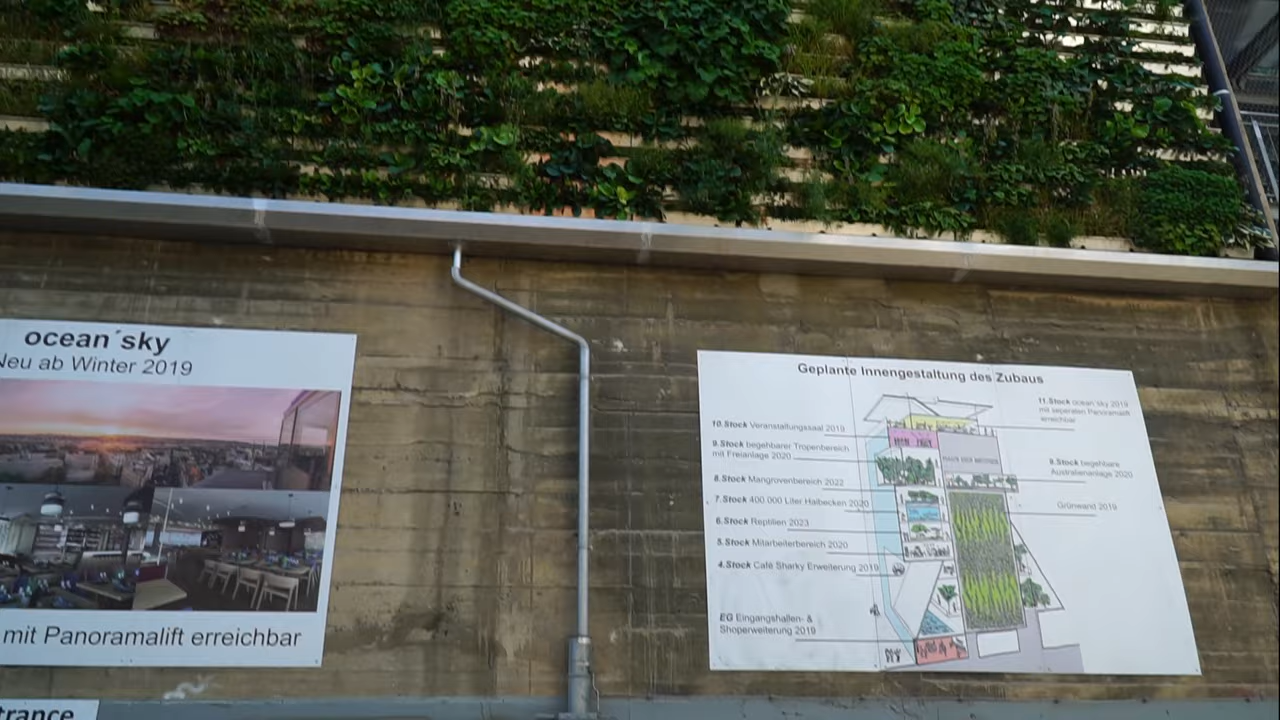 ocean´sky
Neu ab Winter 2019
mit Panoramalift erreichbar
trance
Geplante Innengestaltung des Zubaus
10.Stock Veranstaltungssaal 2019
9.Stock begehbarer Tropenbereich
mit Freianlage 2020
8.Stock Mangrovenbereich 2022
7.Stock 400.000 Liter Haibecken 2020
6.Stock Reptilien 2023
5.Stock Mitarbeiterbereich 2020
4.Stock Café Sharky Erweiterung 2019
EG Eingangshallen- &
Shoperweiterung 2019
11.Stock ocean´sky 2019
mit seperaten Panoramalift
erreichbar
9.Stock begehbare
Australienanlage 2020
Grünwand 2019